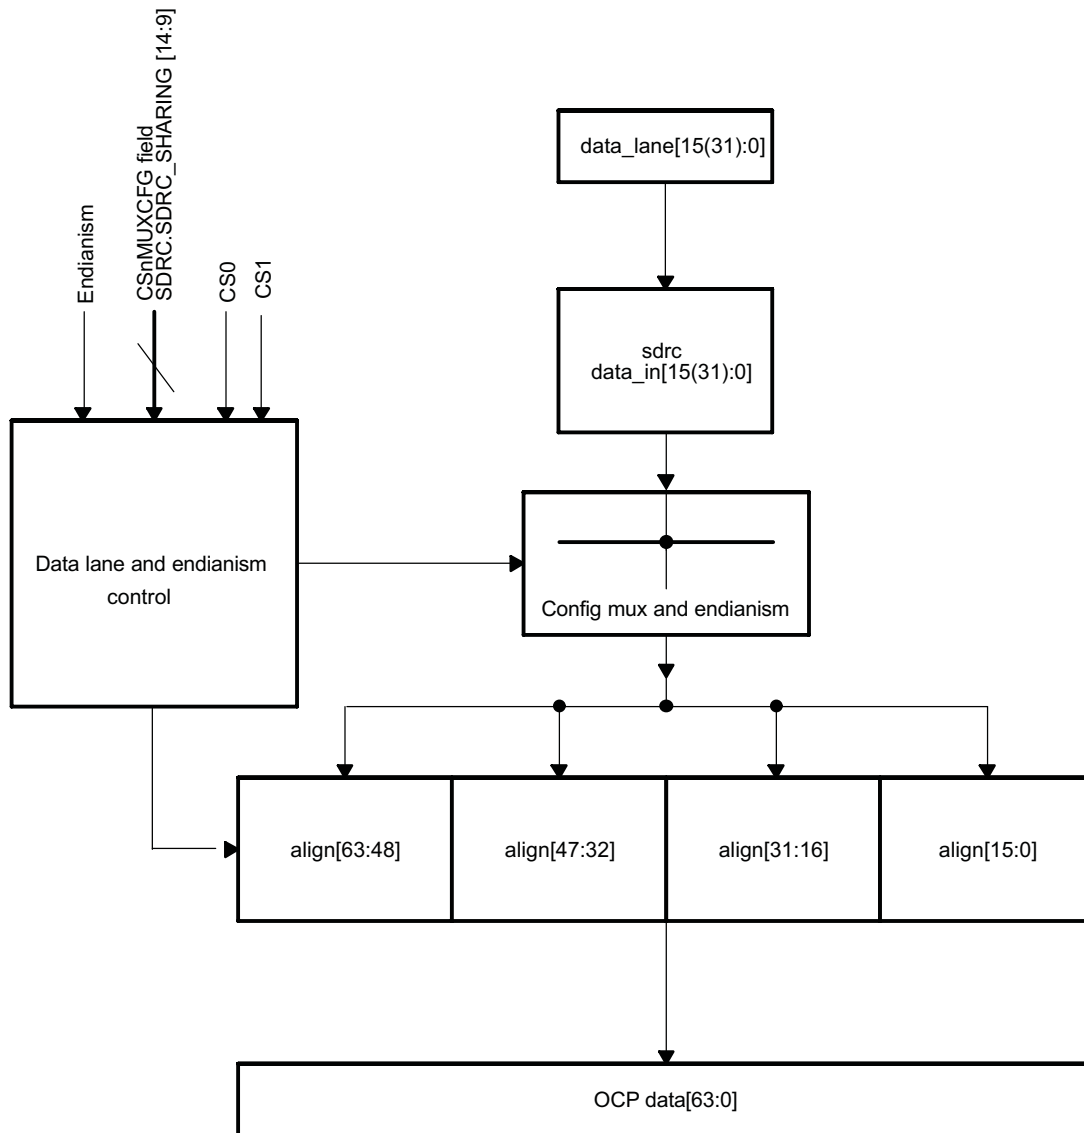 Endianism
CSnMUXCFG field
SDRC.SDRC_SHARING [14:9]
CS0
CS1
data_lane[15(31):0]
sdrc
data_in[15(31):0]
Data lane and endianism
control
Config mux and endianism
align[63:48]
align[47:32]
align[31:16]
align[15:0]
OCP data[63:0]